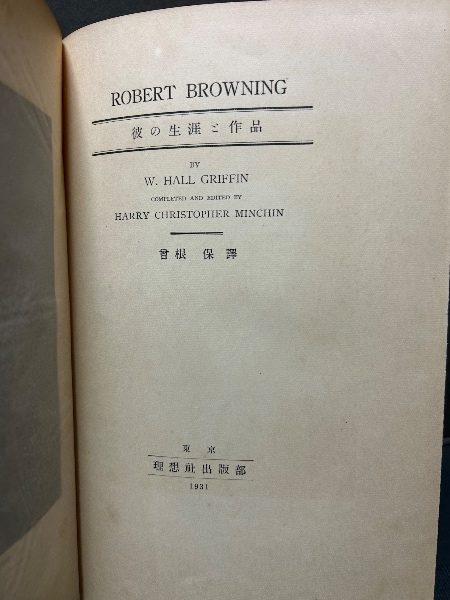 ROBERT BROWNING
彼の生涯と作品
BY
W. HALL GRIFFIN
COMPLETED AND EDITED BY
HARRY CHRISTOPHER MINCHIN
曾根 保 譯
東 京
理想社出版部
1931